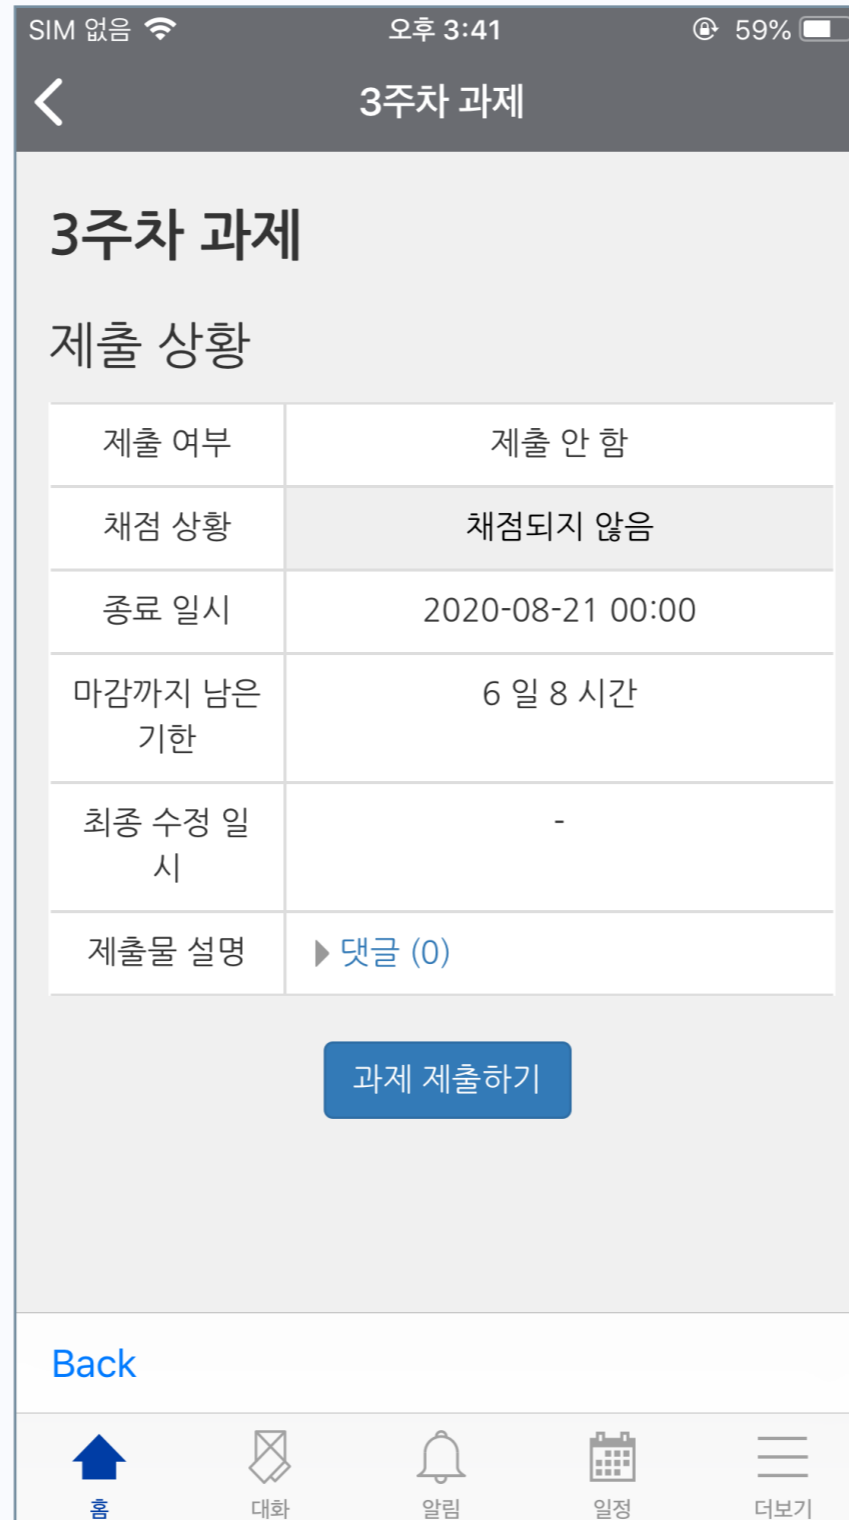 SIM 없음 오후 3:41 59%
3주차 과제
3주차 과제
제출 상황
제출 여부 제출 안 함
채점 상황 채점되지 않음
종료 일시 2020-08-21 00:00
마감까지 남은 6 일 8 시간
기한
최종 수정 일 -
시
제출물 설명 댓글 (0)
과제 제출하기
Back
홈 대화 알림 일정 더보기